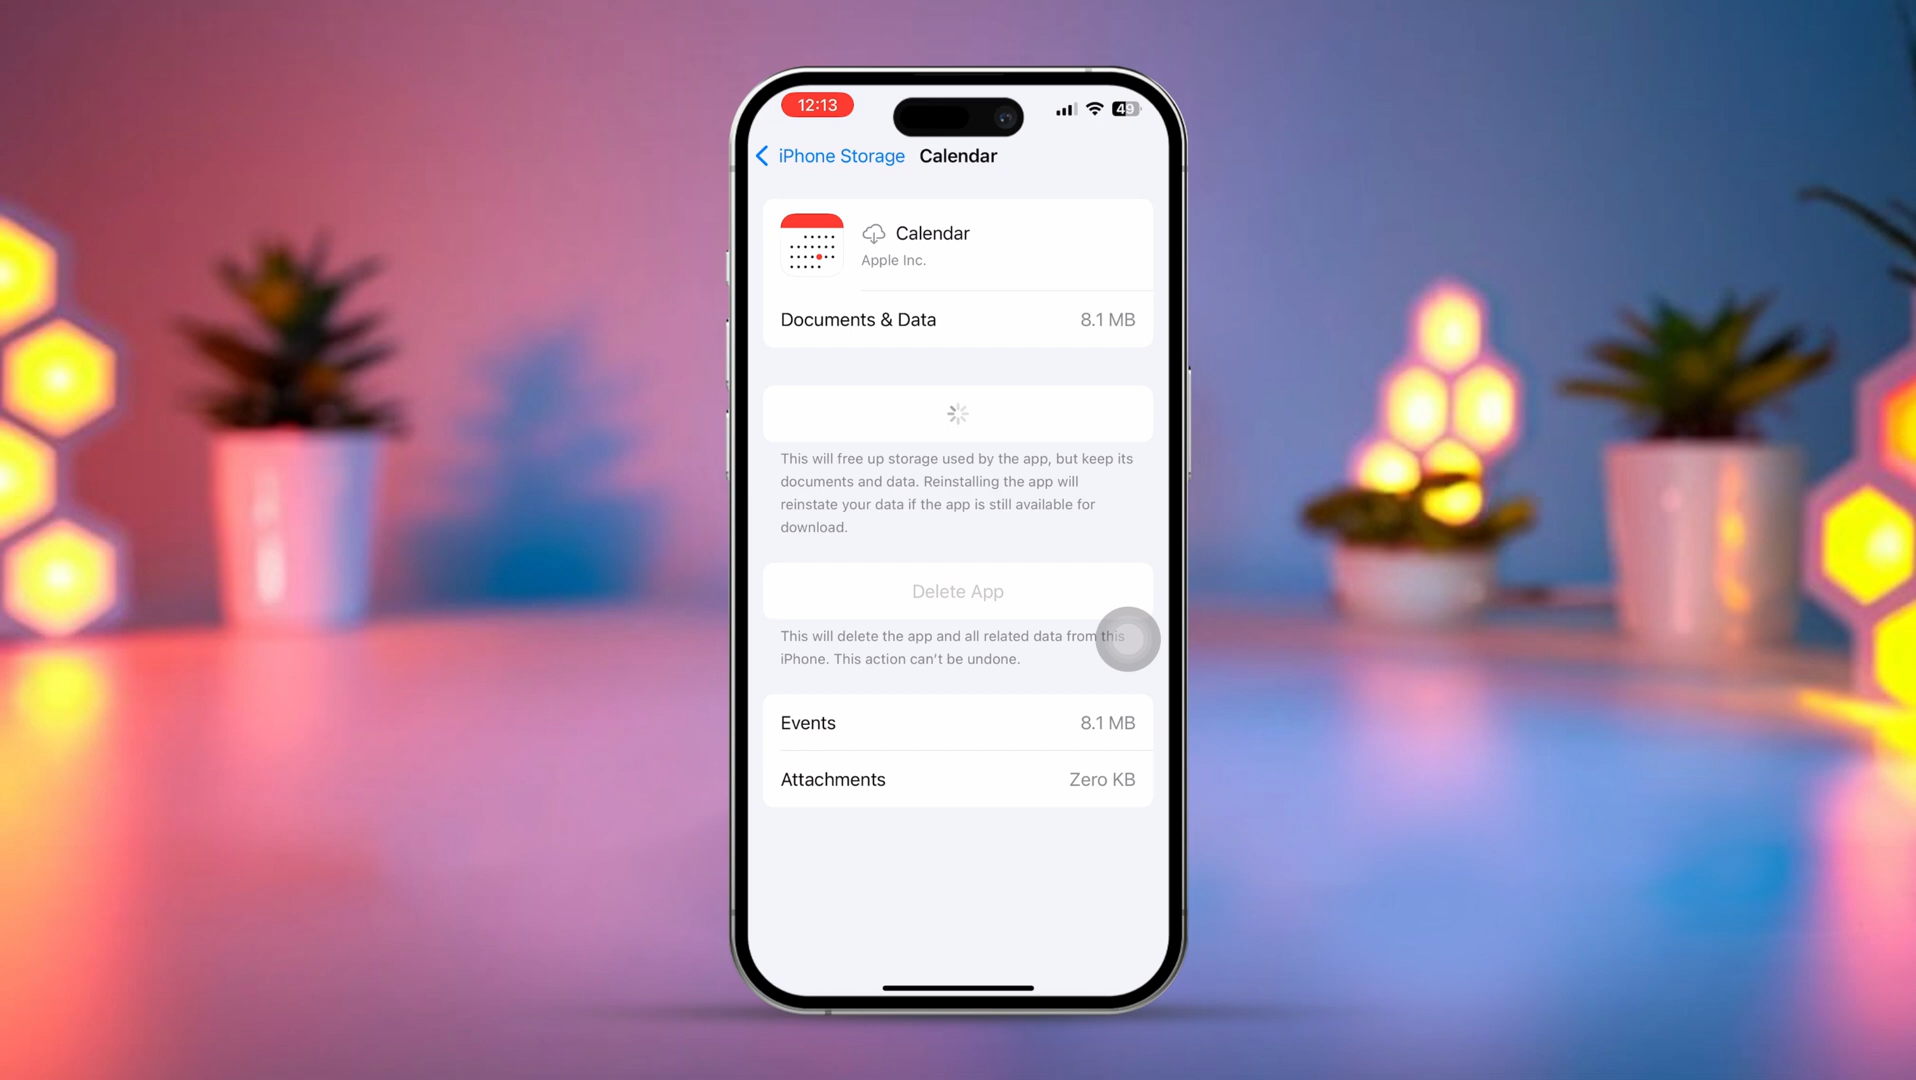 12:13
49
iPhone Storage Calendar
Calendar
Apple Inc.
Documents & Data 8.1 MB
This will free up storage used by the app, but keep its
documents and data. Reinstalling the app will
reinstate your data if the app is still available for
download.
Delete App
This will delete the app and all related data from this
iPhone. This action can't be undone.
Events 8.1 MB
Attachments Zero KB